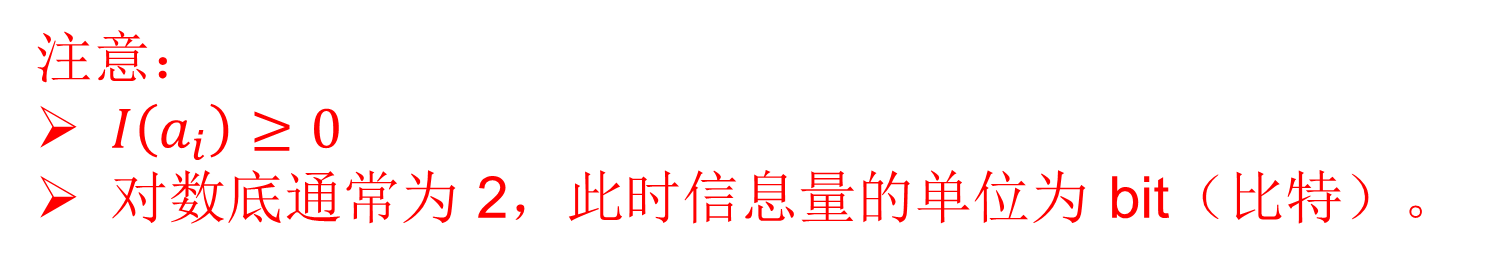 注意：
➢ I(aᵢ) ≥ 0
➢ 对数底通常为 2，此时信息量的单位为 bit（比特）。